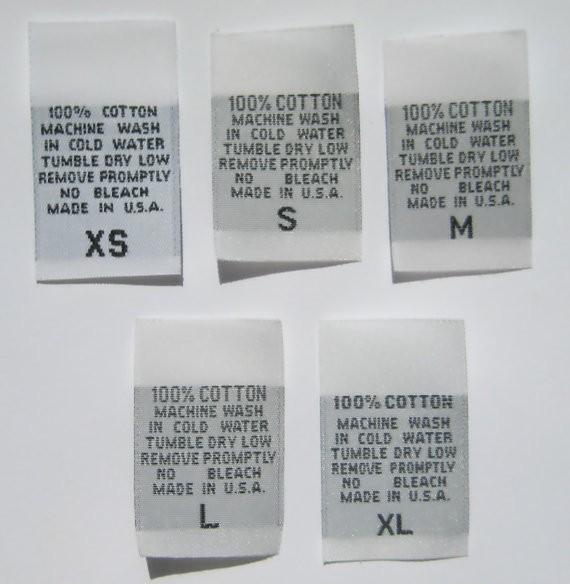 100% COTTON
MACHINE WASH
IN COLD WATER
TUMBLE DRY LOW
REMOVE PROMPTLY
NO BLEACH
MADE IN U.S.A.
XS
100% COTTON
MACHINE WASH
IN COLD WATER
TUMBLE DRY LOW
REMOVE PROMPTLY
NO BLEACH
MADE IN U.S.A.
S
100% COTTON
MACHINE WASH
IN COLD WATER
TUMBLE DRY LOW
REMOVE PROMPTLY
NO BLEACH
MADE IN U.S.A.
M
100% COTTON
MACHINE WASH
IN COLD WATER
TUMBLE DRY LOW
REMOVE PROMPTLY
NO BLEACH
MADE IN U.S.A.
L
100% COTTON
MACHINE WASH
IN COLD WATER
TUMBLE DRY LOW
REMOVE PROMPTLY
NO BLEACH
MADE IN U.S.A.
XL